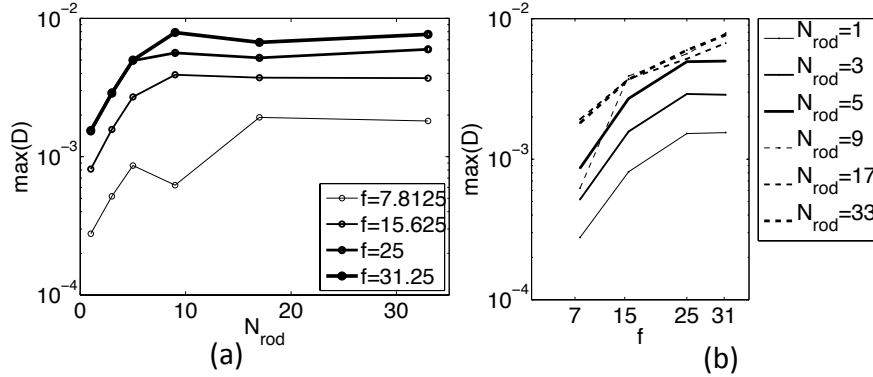 10^-2
10^-3
10^-4
max(D)
0
10
20
30
N_rod
f=7.8125
f=15.625
f=25
f=31.25
(a)
10^-2
10^-3
10^-4
max(D)
7
15
25
31
f
(b)
N_rod=1
N_rod=3
N_rod=5
N_rod=9
N_rod=17
N_rod=33